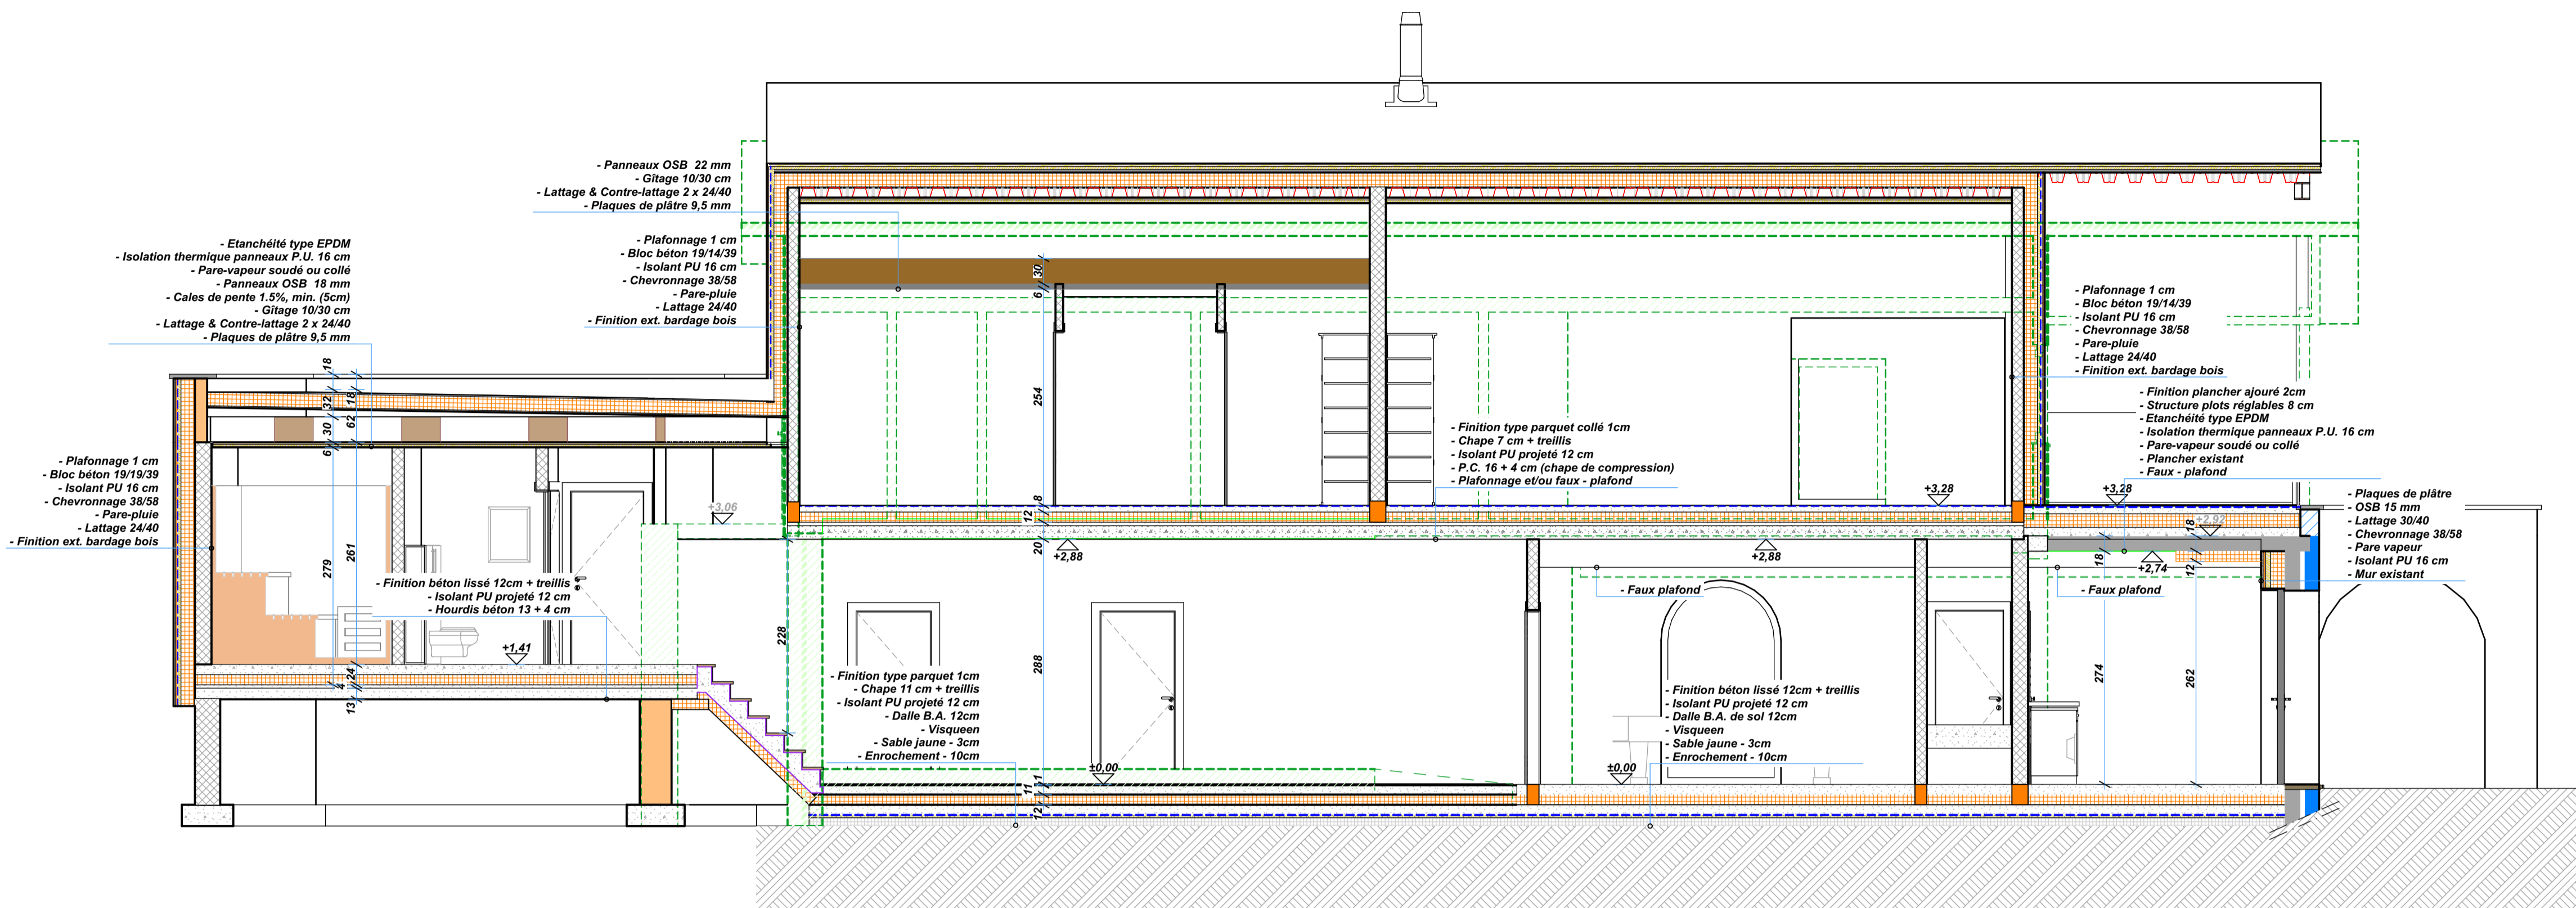 - Panneaux OSB  22 mm
- Gîtage 10/30 cm
- Lattage & Contre-lattage 2 x 24/40
- Plaques de plâtre 9,5 mm
- Etanchéité type EPDM
- Isolation thermique panneaux P.U. 16 cm
- Pare-vapeur soudé ou collé
- Panneaux OSB  18 mm
- Cales de pente 1.5%, min. (5cm)
- Gîtage 10/30 cm
- Lattage & Contre-lattage 2 x 24/40
- Plaques de plâtre 9,5 mm
- Plafonnage 1 cm
- Bloc béton 19/14/39
- Isolant PU 16 cm
- Chevronnage 38/58
- Pare-pluie
- Lattage 24/40
- Finition ext. bardage bois
- Plafonnage 1 cm
- Bloc béton 19/14/39
- Isolant PU 16 cm
- Chevronnage 38/58
- Pare-pluie
- Lattage 24/40
- Finition ext. bardage bois
- Finition plancher ajouré 2cm
- Structure plots réglables 8 cm
- Etanchéité type EPDM
- Isolation thermique panneaux P.U. 16 cm
- Pare-vapeur soudé ou collé
- Plancher existant
- Faux - plafond
- Finition type parquet collé 1cm
- Chape 7 cm + treillis
- Isolant PU projeté 12 cm
- P.C. 16 + 4 cm (chape de compression)
- Plafonnage et/ou faux - plafond
- Plafonnage 1 cm
- Bloc béton 19/19/39
- Isolant PU 16 cm
- Chevronnage 38/58
- Pare-pluie
- Lattage 24/40
- Finition ext. bardage bois
- Plaques de plâtre
- OSB 15 mm
- Lattage 30/40
- Chevronnage 38/58
- Pare vapeur
- Isolant PU 16 cm
- Mur existant
- Finition béton lissé 12cm + treillis
- Isolant PU projeté 12 cm
- Hourdis béton 13 + 4 cm
- Faux plafond
- Faux plafond
- Finition type parquet 1cm
- Chape 11 cm + treillis
- Isolant PU projeté 12 cm
- Dalle B.A. 12cm
- Visqueen
- Sable jaune - 3cm
- Enrochement - 10cm
- Finition béton lissé 12cm + treillis
- Isolant PU projeté 12 cm
- Dalle B.A. de sol 12cm
- Visqueen
- Sable jaune - 3cm
- Enrochement - 10cm
18
32
30
6
279
18
62
261
24
4
13
30
6
254
8
12
20
288
1
11
12
228
18
12
18
274
262
+3,06
+3,28
+3,28
+2,92
+2,88
+2,88
+2,74
+1,41
±0,00
±0,00